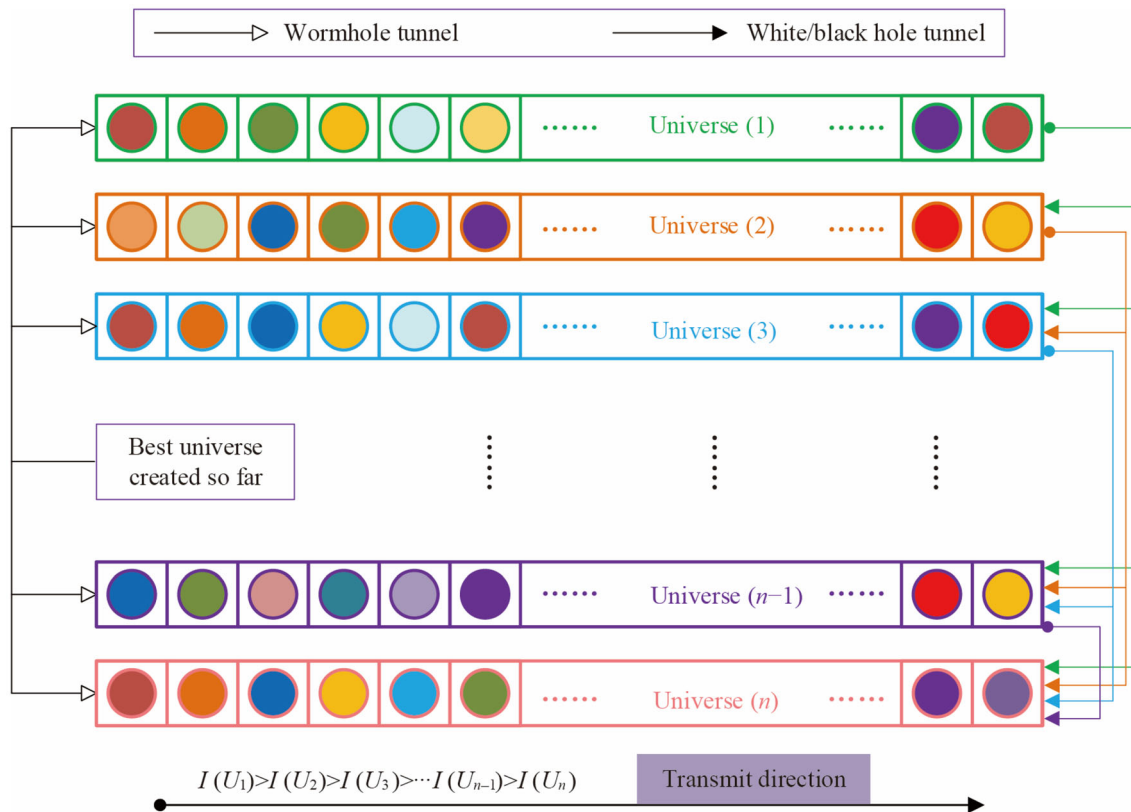 Wormhole tunnel
White/black hole tunnel
...... Universe (1) ......
...... Universe (2) ......
...... Universe (3) ......
Best universe
created so far
...... Universe (n−1) ......
...... Universe (n) ......
I (U₁)>I (U₂)>I (U₃)>···I (Uₙ₋₁)>I (Uₙ)
Transmit direction